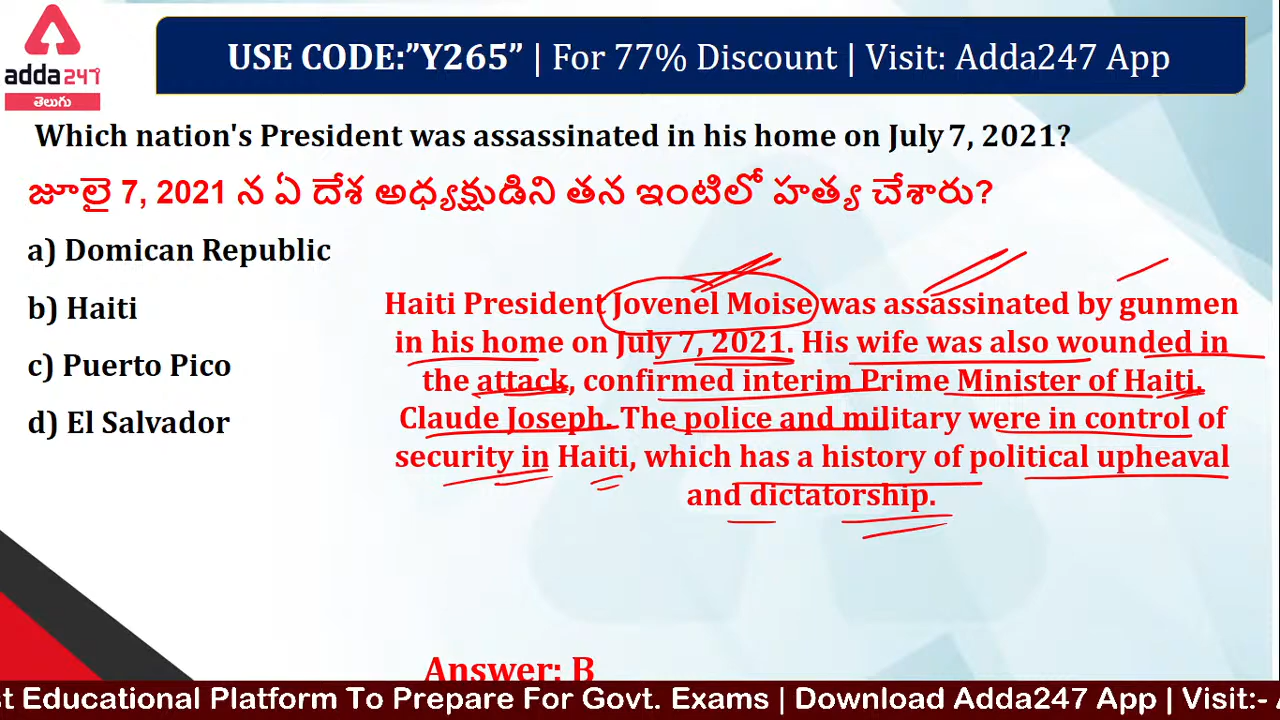 adda247
తెలుగు
USE CODE:”Y265” | For 77% Discount | Visit: Adda247 App
Which nation's President was assassinated in his home on July 7, 2021?
జూలై 7, 2021 న ఏ దేశ అధ్యక్షుడిని తన ఇంటిలో హత్య చేశారు?
a) Domican Republic
b) Haiti
c) Puerto Pico
d) El Salvador
Haiti President Jovenel Moise was assassinated by gunmen
in his home on July 7, 2021. His wife was also wounded in
the attack, confirmed interim Prime Minister of Haiti,
Claude Joseph. The police and military were in control of
security in Haiti, which has a history of political upheaval
and dictatorship.
Answer: B
st Educational Platform To Prepare For Govt. Exams | Download Adda247 App | Visit:-